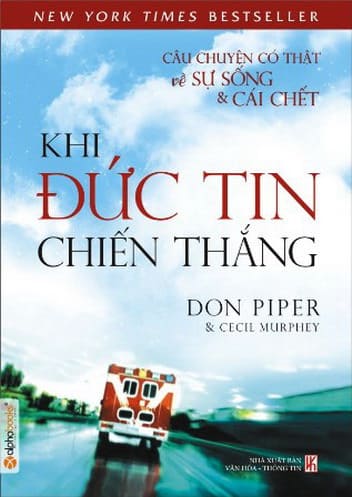 NEW YORK TIMES BESTSELLER
CÂU CHUYỆN CÓ THẬT
về SỰ SỐNG
& CÁI CHẾT
KHI
ĐỨC TIN
CHIẾN THẮNG
DON PIPER
& CECIL MURPHEY
alphabooks
NHÀ XUẤT BẢN
VĂN HÓA - THÔNG TIN